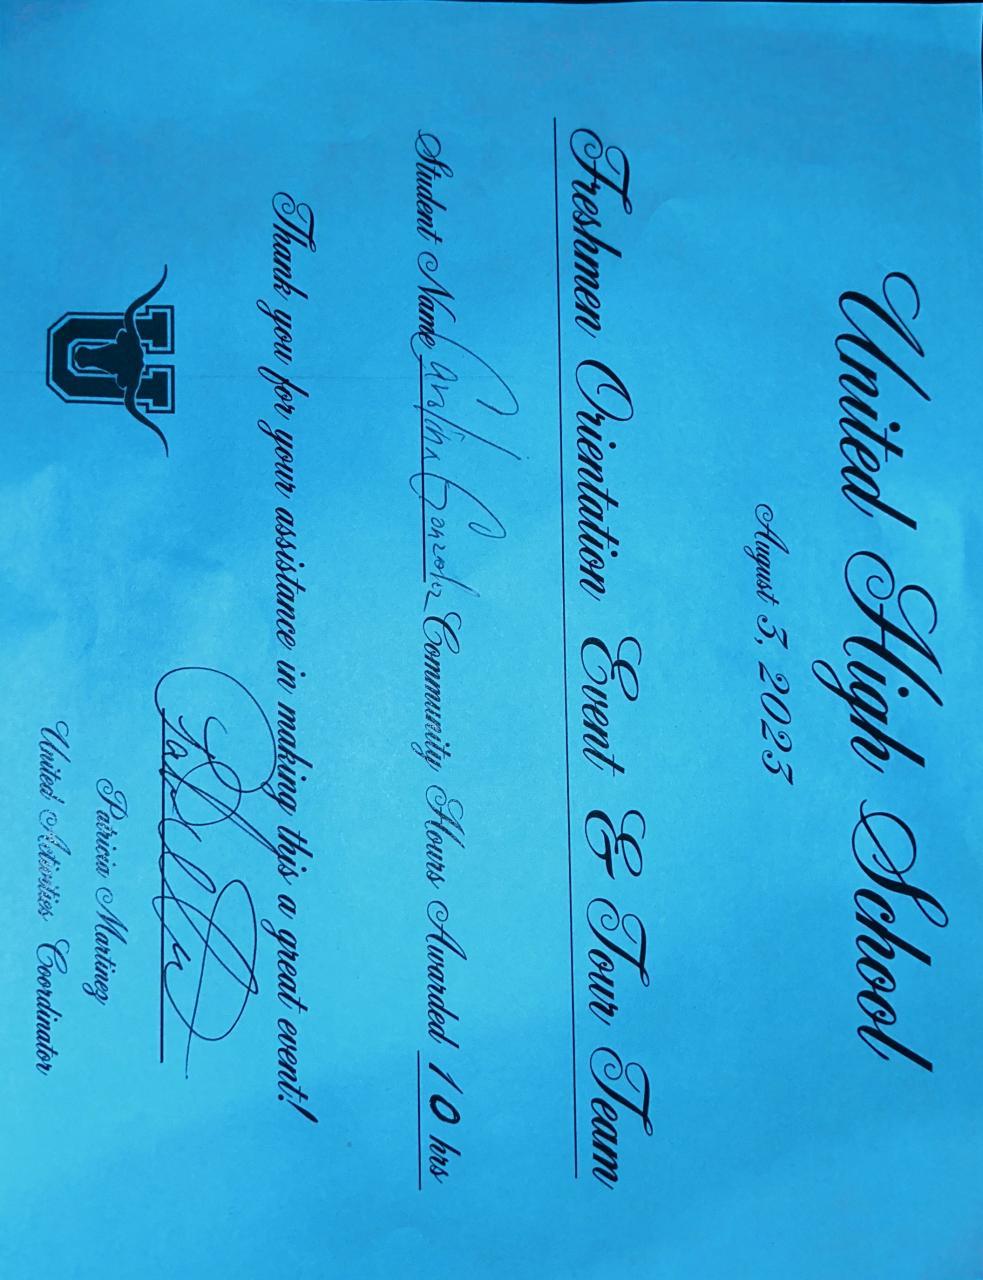 United High School
August 3, 2023
Freshmen Orientation Event & Tour Team
Student Name Gonzalez Community Hours Awarded 10 hrs
Thank you for your assistance in making this a great event!
Patricia Martinez
United Activities Coordinator
U